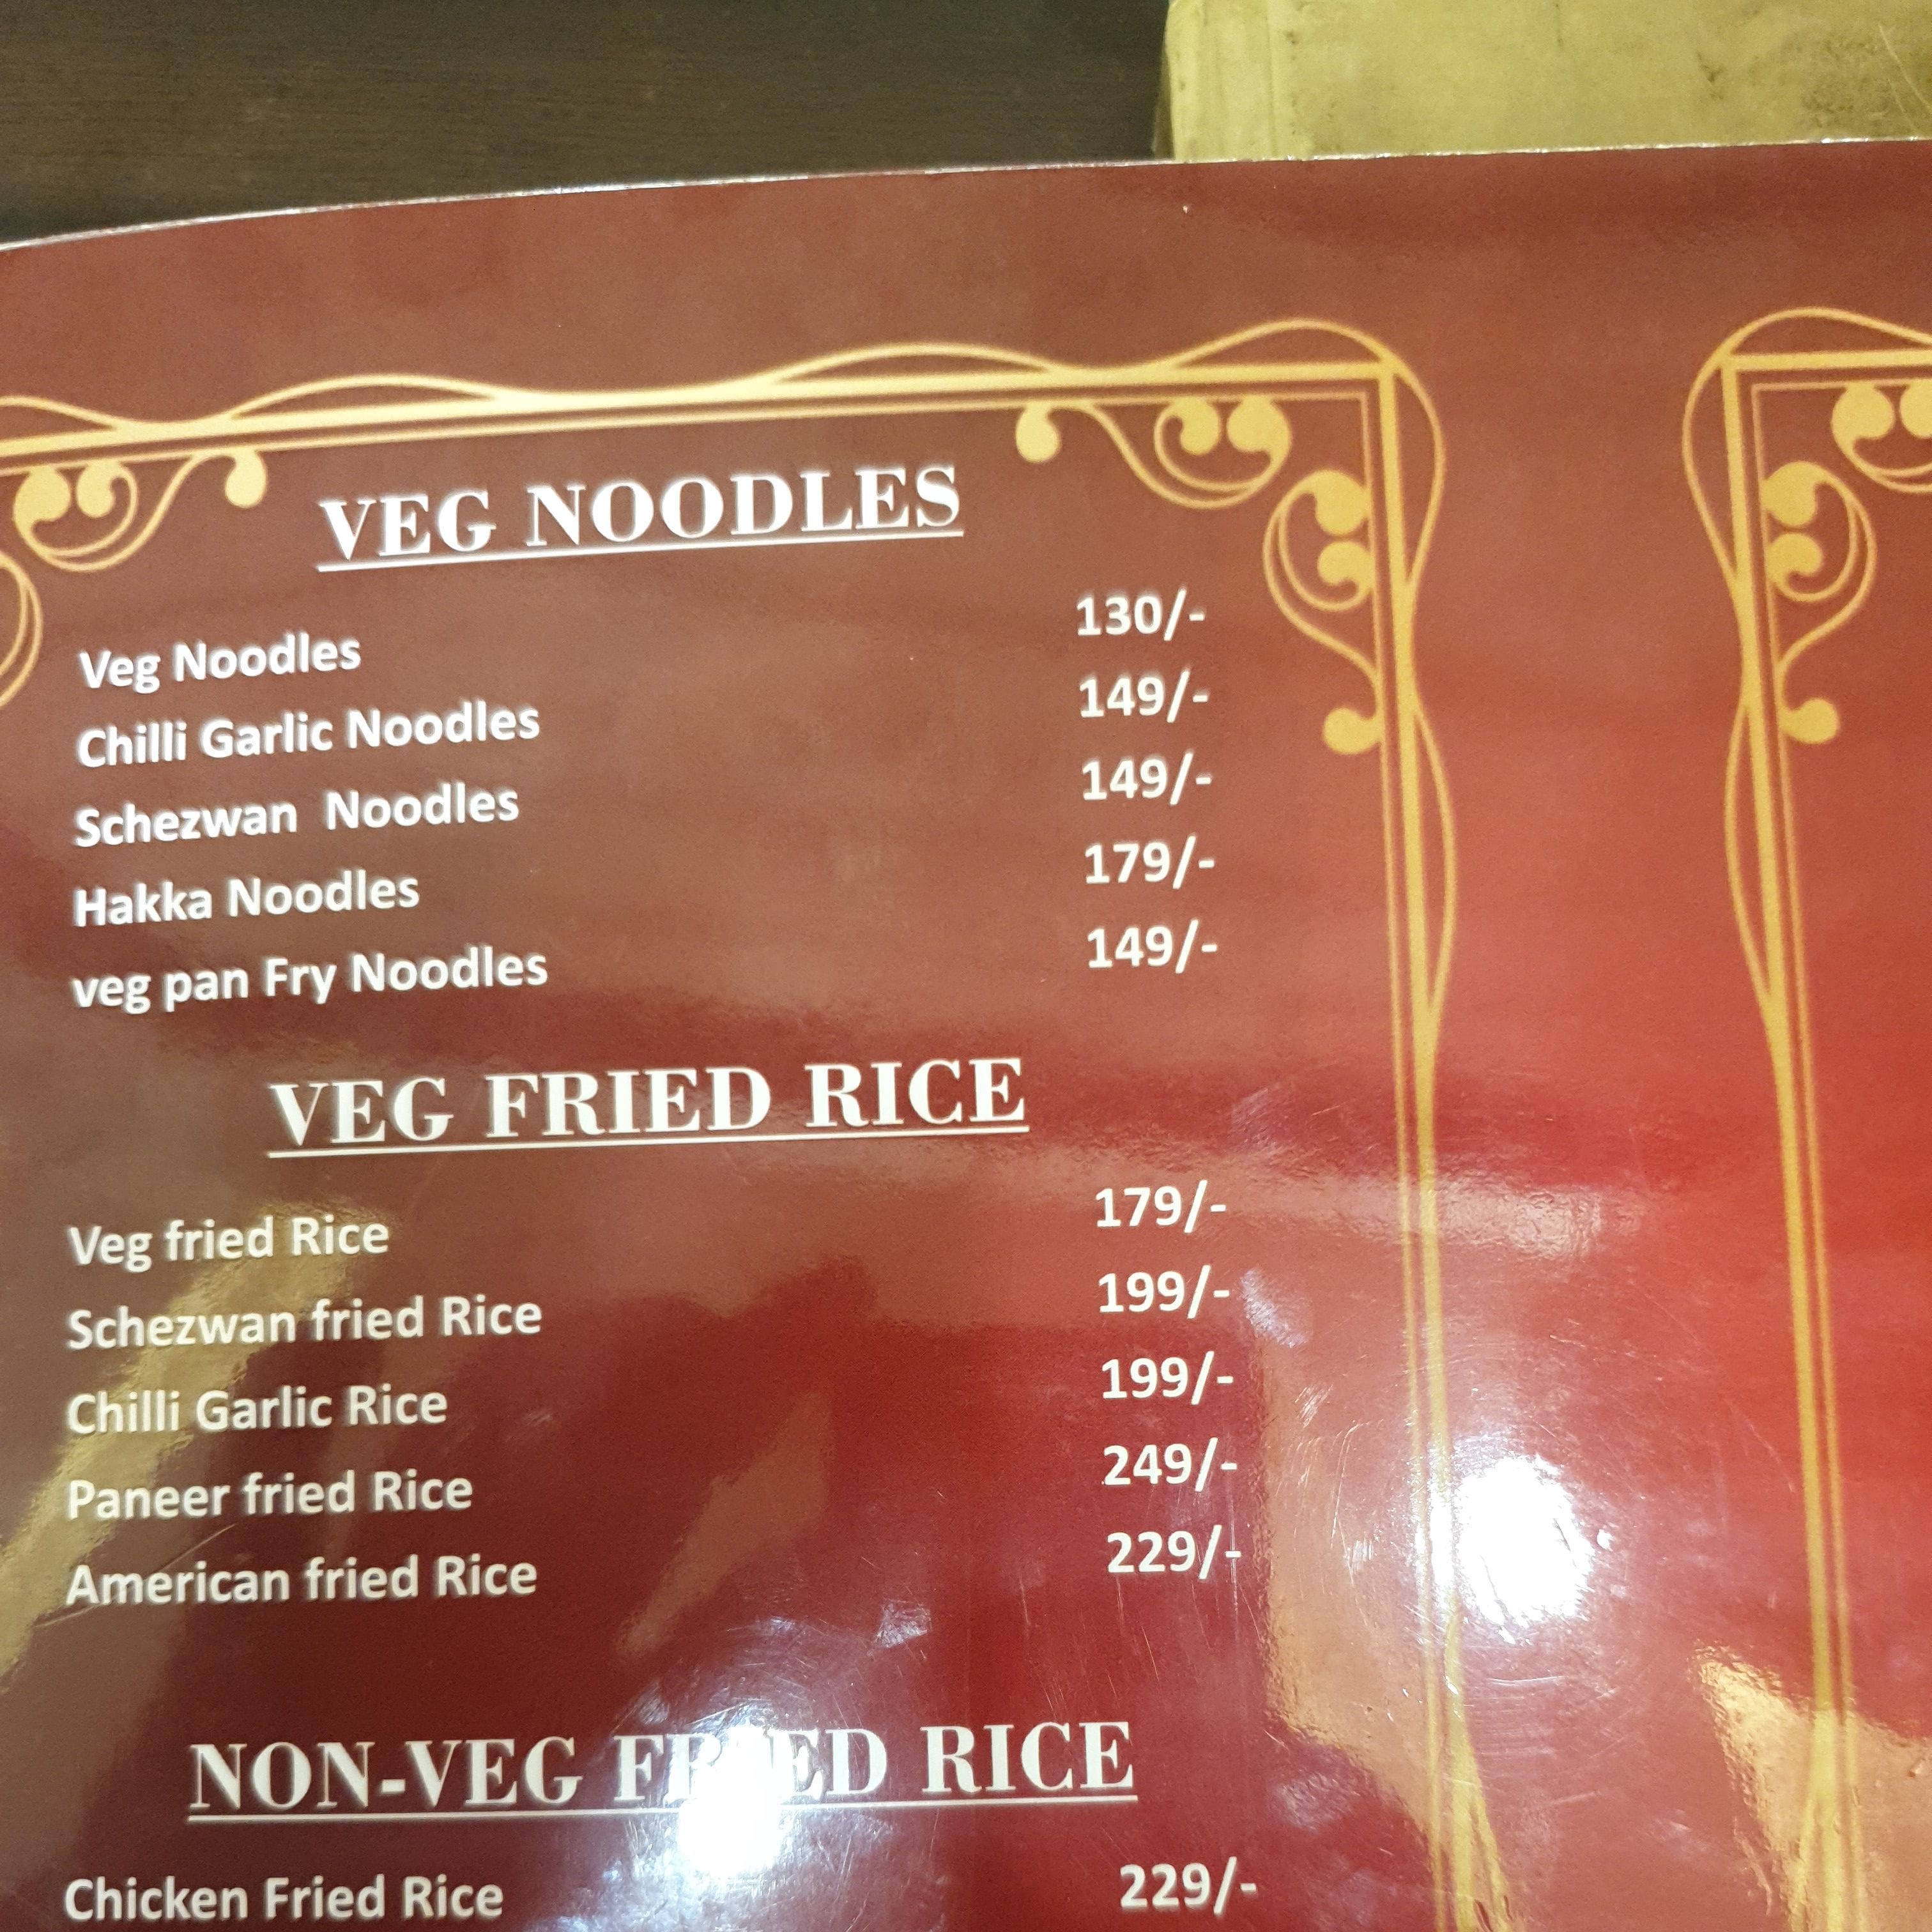 VEG NOODLES
Veg Noodles 130/-
Chilli Garlic Noodles 149/-
Schezwan Noodles 149/-
Hakka Noodles 179/-
veg pan Fry Noodles 149/-
VEG FRIED RICE
Veg fried Rice 179/-
Schezwan fried Rice 199/-
Chilli Garlic Rice 199/-
Paneer fried Rice 249/-
American fried Rice 229/-
NON-VEG FRIED RICE
Chicken Fried Rice 229/-